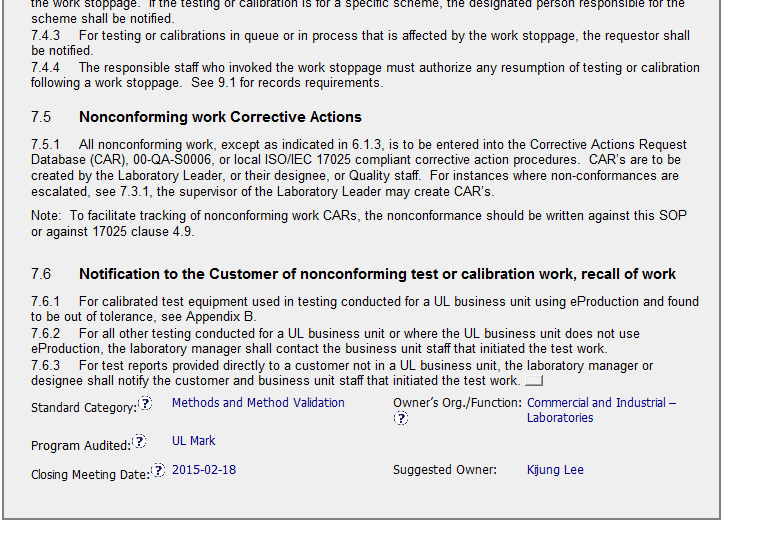 the work stoppage. If the testing or calibration is for a specific scheme, the designated person responsible for the
scheme shall be notified.
7.4.3 For testing or calibrations in queue or in process that is affected by the work stoppage, the requestor shall
be notified.
7.4.4 The responsible staff who invoked the work stoppage must authorize any resumption of testing or calibration
following a work stoppage. See 9.1 for records requirements.
7.5 Nonconforming work Corrective Actions
7.5.1 All nonconforming work, except as indicated in 6.1.3, is to be entered into the Corrective Actions Request
Database (CAR), 00-QA-S0006, or local ISO/IEC 17025 compliant corrective action procedures. CAR's are to be
created by the Laboratory Leader, or their designee, or Quality staff. For instances where non-conformances are
escalated, see 7.3.1, the supervisor of the Laboratory Leader may create CAR's.
Note: To facilitate tracking of nonconforming work CARs, the nonconformance should be written against this SOP
or against 17025 clause 4.9.
7.6 Notification to the Customer of nonconforming test or calibration work, recall of work
7.6.1 For calibrated test equipment used in testing conducted for a UL business unit using eProduction and found
to be out of tolerance, see Appendix B.
7.6.2 For all other testing conducted for a UL business unit or where the UL business unit does not use
eProduction, the laboratory manager shall contact the business unit staff that initiated the test work.
7.6.3 For test reports provided directly to a customer not in a UL business unit, the laboratory manager or
designee shall notify the customer and business unit staff that initiated the test work.
Standard Category: ? Methods and Method Validation Owner's Org./Function: Commercial and Industrial –
? Laboratories
Program Audited: ? UL Mark
Closing Meeting Date: ? 2015-02-18 Suggested Owner: Kijung Lee